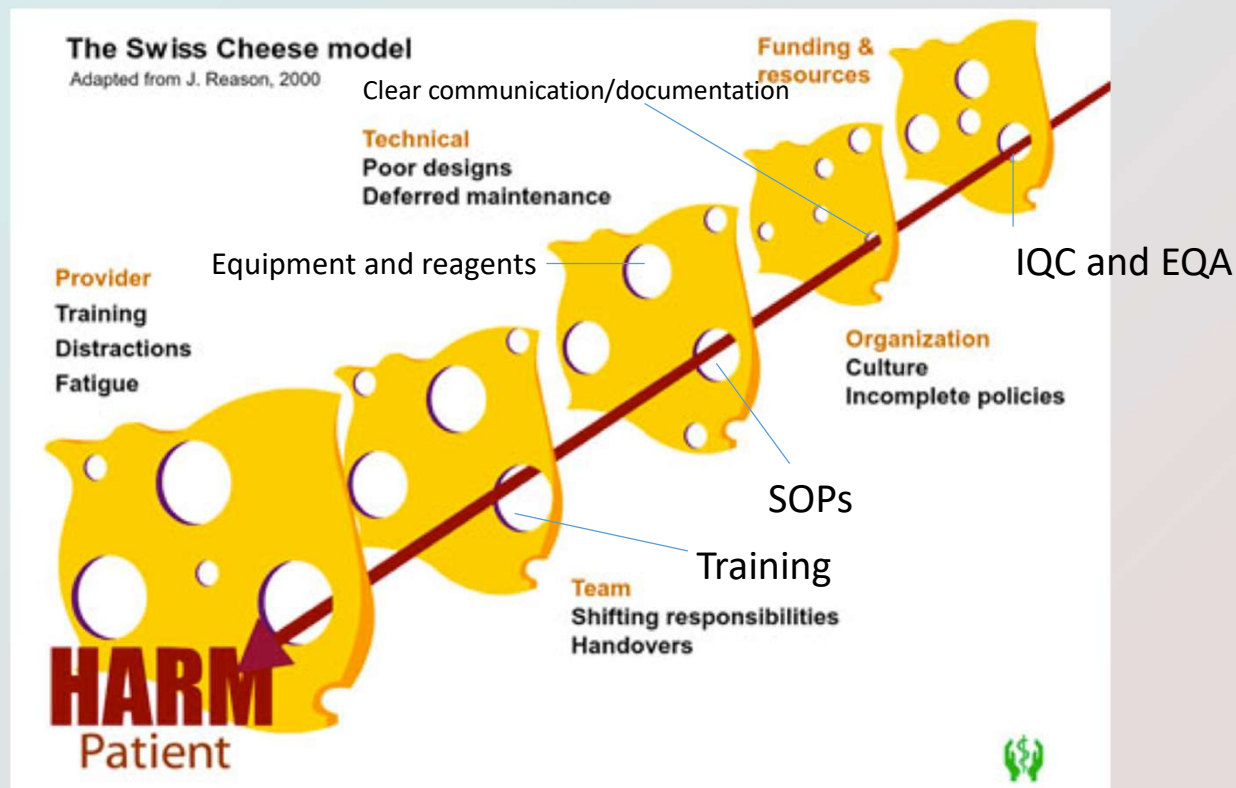 The Swiss Cheese model
Adapted from J. Reason, 2000
Funding &
resources
Clear communication/documentation
Technical
Poor designs
Deferred maintenance
Equipment and reagents
IQC and EQA
Provider
Training
Distractions
Fatigue
Organization
Culture
Incomplete policies
SOPs
Training
Team
Shifting responsibilities
Handovers
HARM
Patient